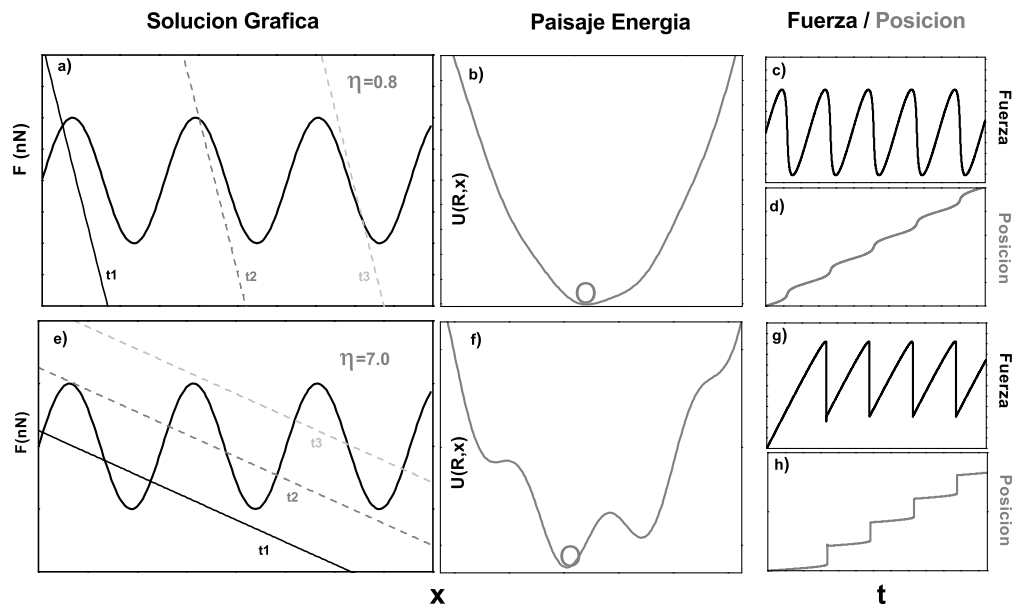 Solucion Grafica
Paisaje Energia
Fuerza / Posicion
a)
η=0.8
F (nN)
t1
t2
t3
b)
U(R,x)
c)
Fuerza
d)
Posicion
e)
η=7.0
F(nN)
t3
t2
t1
f)
U(R,x)
g)
Fuerza
h)
Posicion
x
t